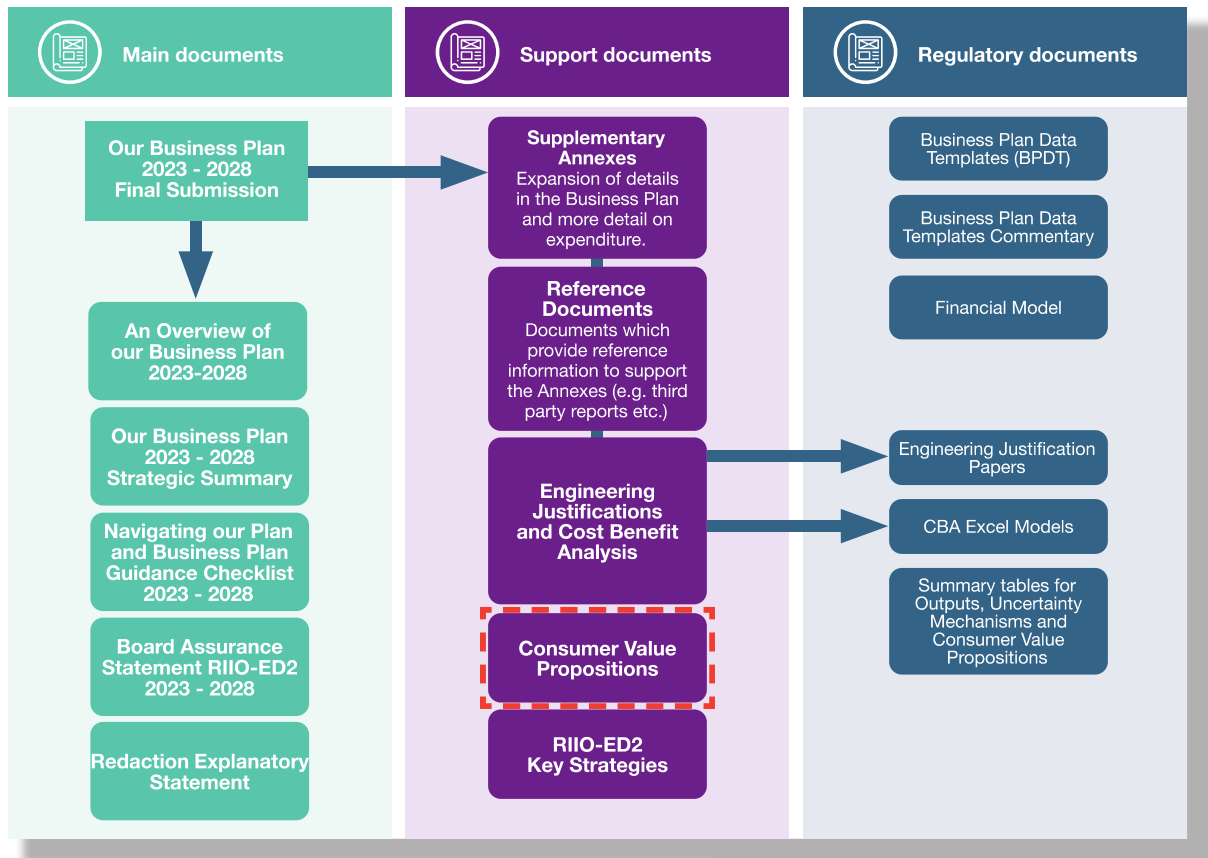 Main documents
Our Business Plan
2023 - 2028
Final Submission
An Overview of
our Business Plan
2023-2028
Our Business Plan
2023 - 2028
Strategic Summary
Navigating our Plan
and Business Plan
Guidance Checklist
2023 - 2028
Board Assurance
Statement RIIO-ED2
2023 - 2028
Redaction Explanatory
Statement
Support documents
Supplementary
Annexes
Expansion of details
in the Business Plan
and more detail on
expenditure.
Reference
Documents
Documents which
provide reference
information to support
the Annexes (e.g. third
party reports etc.)
Engineering
Justifications
and Cost Benefit
Analysis
Consumer Value
Propositions
RIIO-ED2
Key Strategies
Regulatory documents
Business Plan Data
Templates (BPDT)
Business Plan Data
Templates Commentary
Financial Model
Engineering Justification
Papers
CBA Excel Models
Summary tables for
Outputs, Uncertainty
Mechanisms and
Consumer Value
Propositions